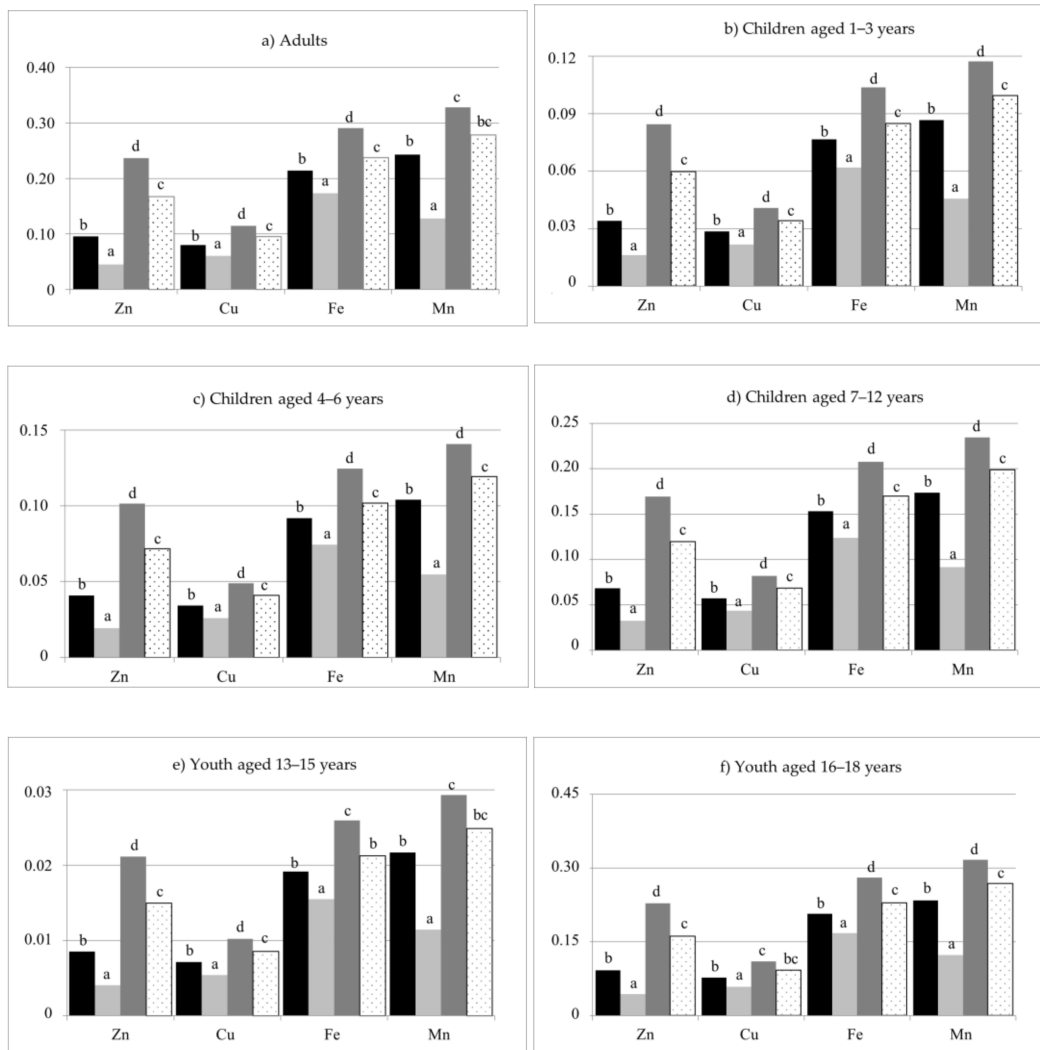 a) Adults
0.40
0.30
0.20
0.10
0
b a d c
b a d c
b a d c
b a c bc
Zn Cu Fe Mn
b) Children aged 1–3 years
0.12
0.09
0.06
0.03
0
b a d c
b a d c
b a d c
b a d c
Zn Cu Fe Mn
c) Children aged 4–6 years
0.15
0.10
0.05
0
b a d c
b a d c
b a d c
b a d c
Zn Cu Fe Mn
d) Children aged 7–12 years
0.25
0.20
0.15
0.10
0.05
0
b a d c
b a d c
b a d c
b a d c
Zn Cu Fe Mn
e) Youth aged 13–15 years
0.03
0.02
0.01
0
b a d c
b a d c
b a c b
b a c bc
Zn Cu Fe Mn
f) Youth aged 16–18 years
0.45
0.30
0.15
0
b a d c
b a c bc
b a d c
b a d c
Zn Cu Fe Mn